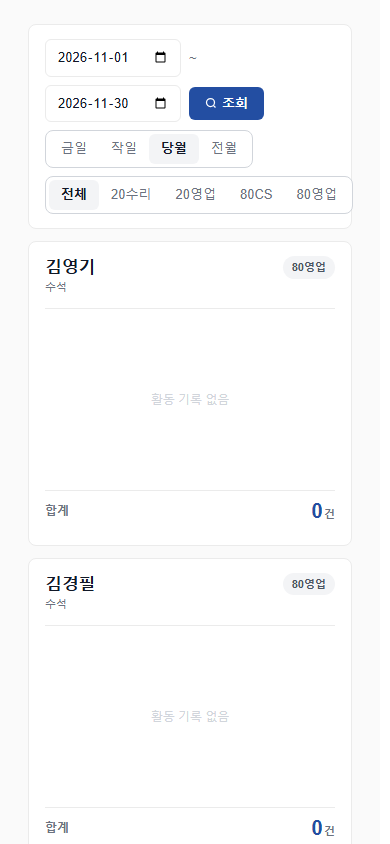 2026-11-01 ~
2026-11-30 조회
금일 작일 당월 전월
전체 20수리 20영업 80CS 80영업
김영기 80영업
수석
활동 기록 없음
합계 0건
김경필 80영업
수석
활동 기록 없음
합계 0건